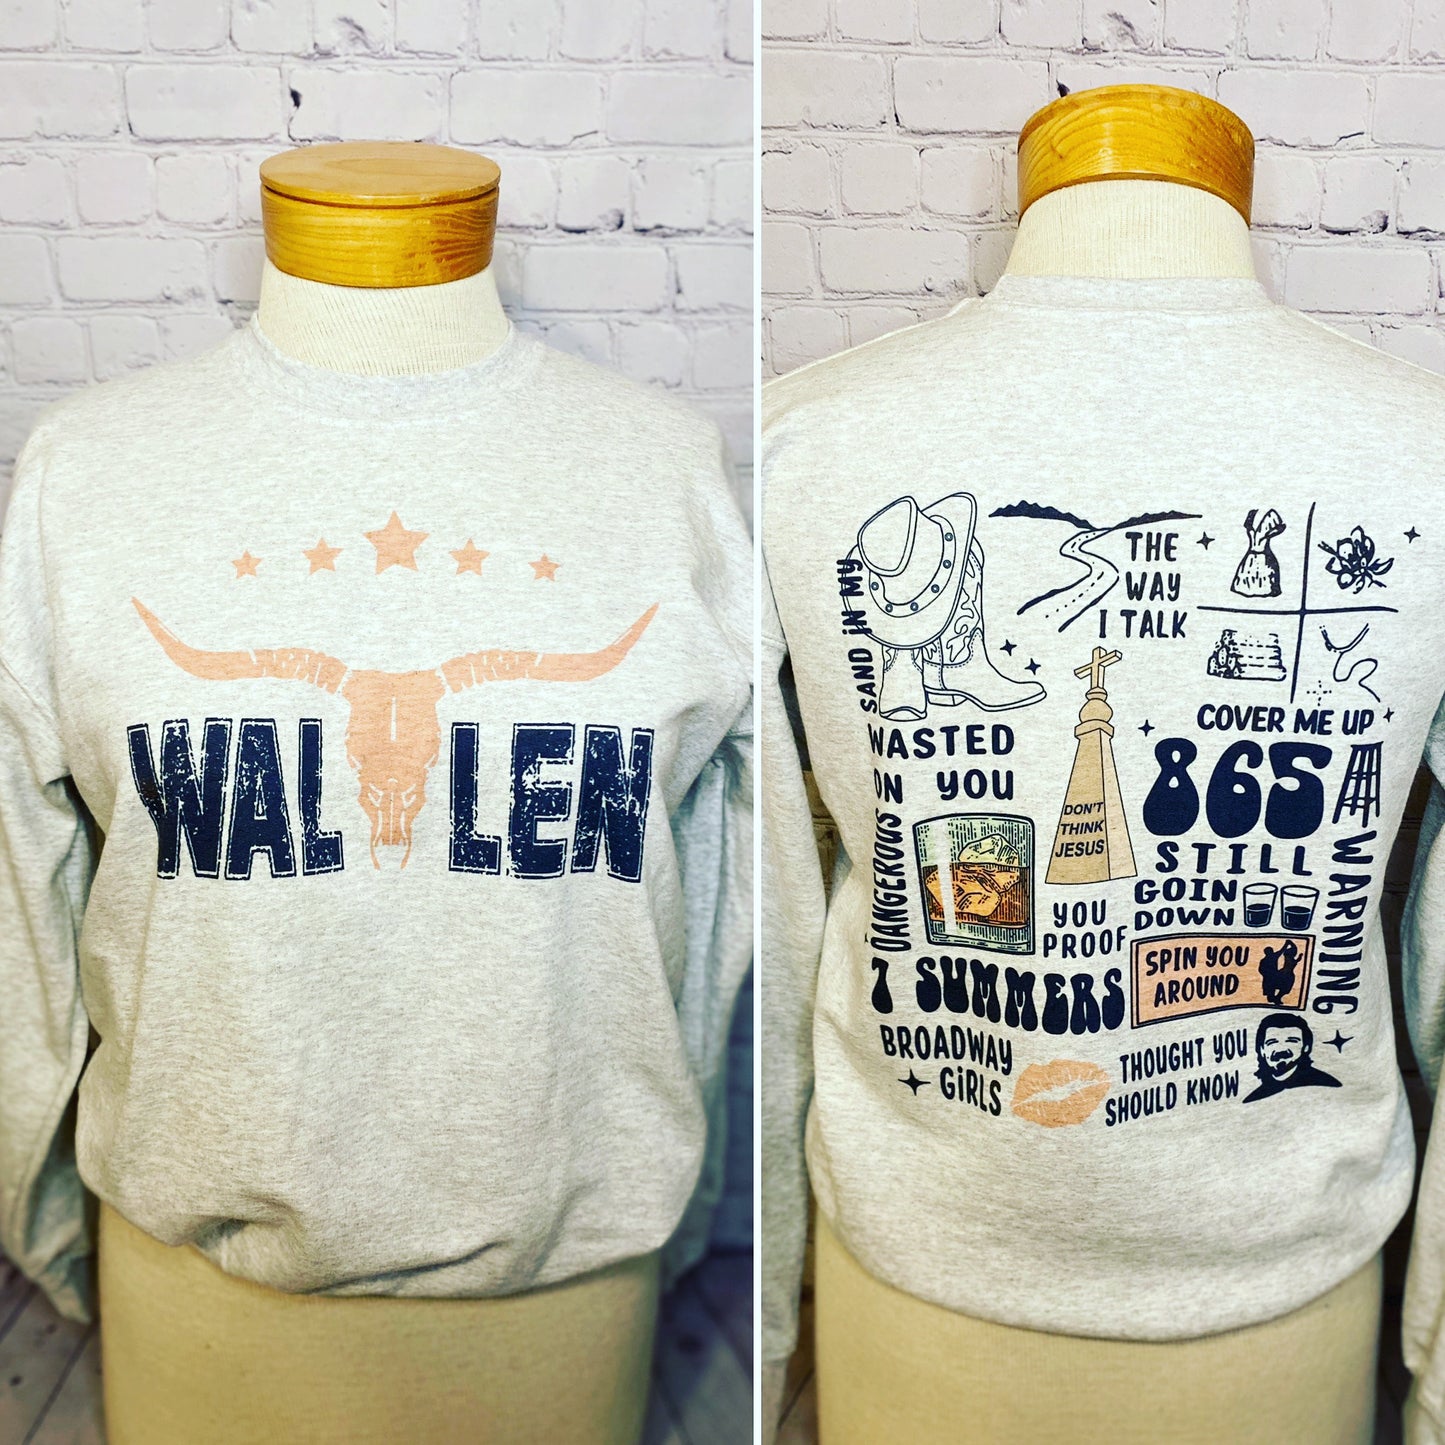 WAL LEN
SAND iN MY
THE
WAY
I TALK
COVER ME UP
WASTED
ON YOU
DON'T
THINK
JESUS
865
STILL
GOIN
DOWN
WARNING
DANGEROUS
YOU
PROOF
SPIN YOU
AROUND
7 SUMMERS
BROADWAY
GiRLS
THOUGHT YOU
SHOULD KNOW